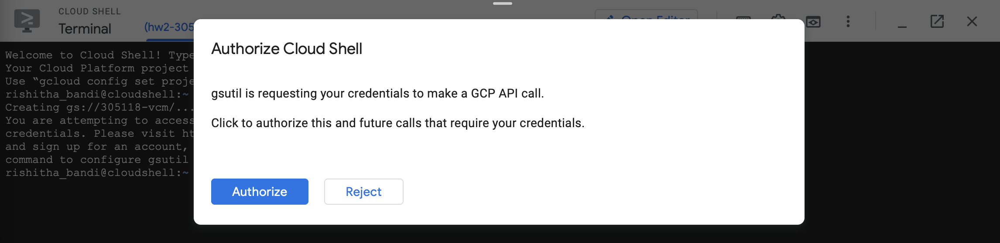 CLOUD SHELL
Terminal
(hw2-305
Open Editor
Authorize Cloud Shell
gsutil is requesting your credentials to make a GCP API call.
Click to authorize this and future calls that require your credentials.
Authorize
Reject
Welcome to Cloud Shell! Type
Your Cloud Platform project
Use “gcloud config set proje
rishitha_bandi@cloudshell:~
Creating gs://305118-vcm/...
You are attempting to access
credentials. Please visit ht
and sign up for an account,
command to configure gsutil
rishitha_bandi@cloudshell:~